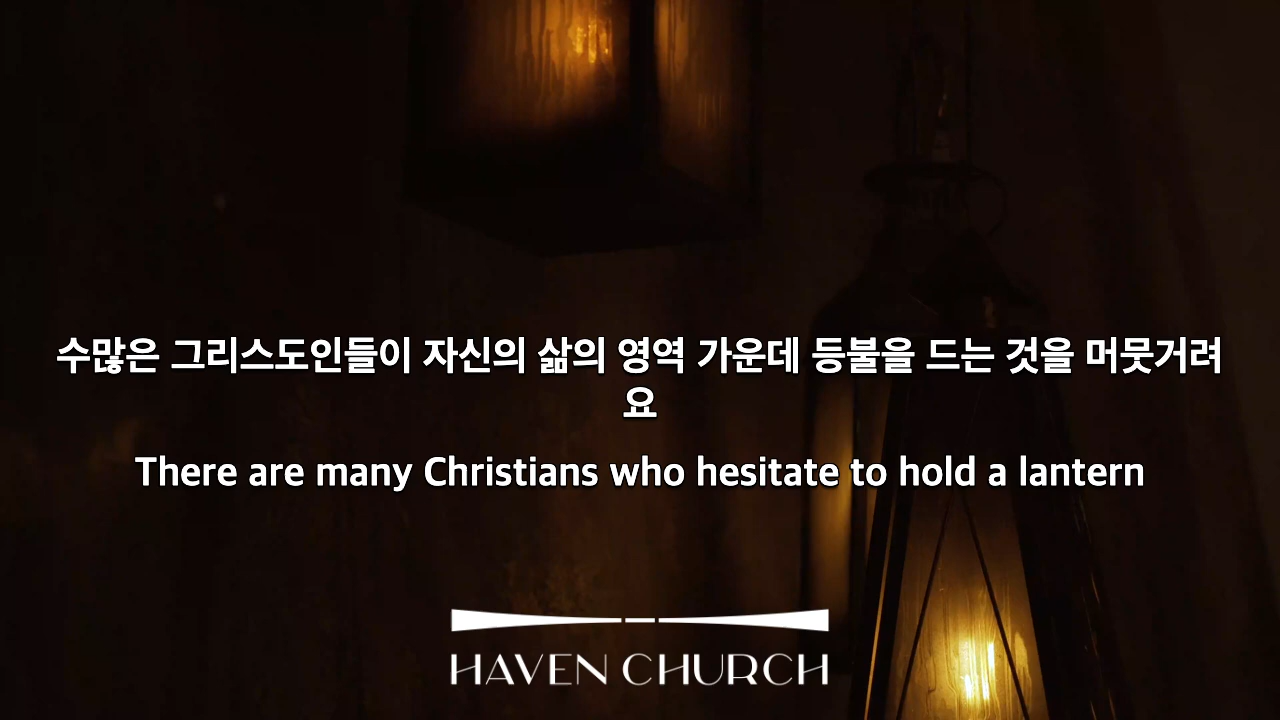 수많은 그리스도인들이 자신의 삶의 영역 가운데 등불을 드는 것을 머뭇거려
요
There are many Christians who hesitate to hold a lantern
HAVEN CHURCH